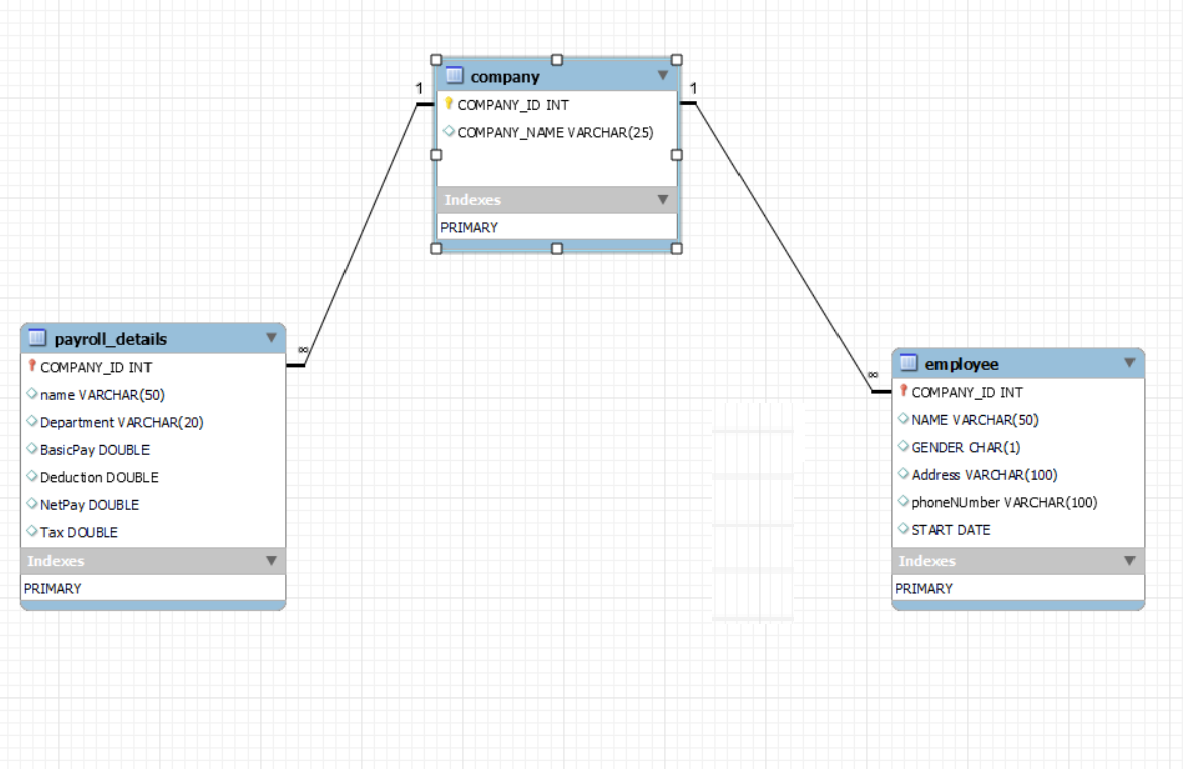 company
1
1
COMPANY_ID INT
COMPANY_NAME VARCHAR(25)
Indexes
PRIMARY
payroll_details
∞
COMPANY_ID INT
name VARCHAR(50)
Department VARCHAR(20)
BasicPay DOUBLE
Deduction DOUBLE
NetPay DOUBLE
Tax DOUBLE
Indexes
PRIMARY
employee
∞
COMPANY_ID INT
NAME VARCHAR(50)
GENDER CHAR(1)
Address VARCHAR(100)
phoneNUmber VARCHAR(100)
START DATE
Indexes
PRIMARY